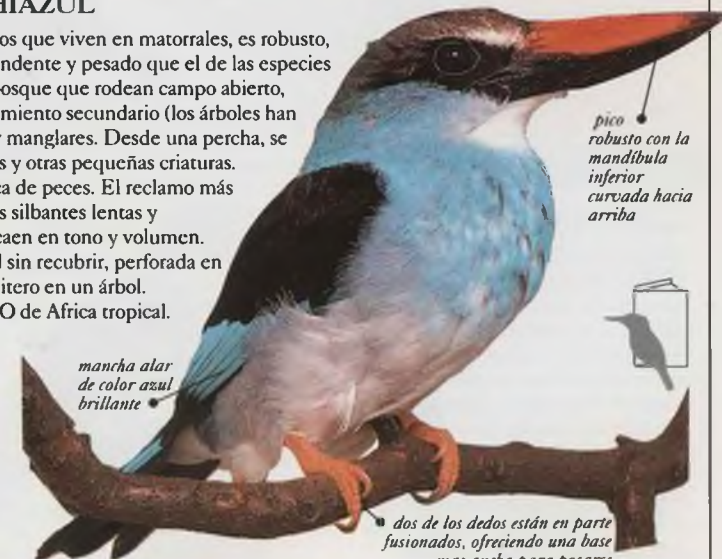 HIAZUL
os que viven en matorrales, es robusto,
ndente y pesado que el de las especies
osque que rodean campo abierto,
miento secundario (los árboles han
manglares. Desde una percha, se
s y otras pequeñas criaturas.
ca de peces. El reclamo más
s silbantes lentas y
caen en tono y volumen.
l sin recubrir, perforada en
itero en un árbol.
O de Africa tropical.
pico
robusto con la
mandíbula
inferior
curvada hacia
arriba
mancha alar
de color azul
brillante
dos de los dedos están en parte
fusionados, ofreciendo una base